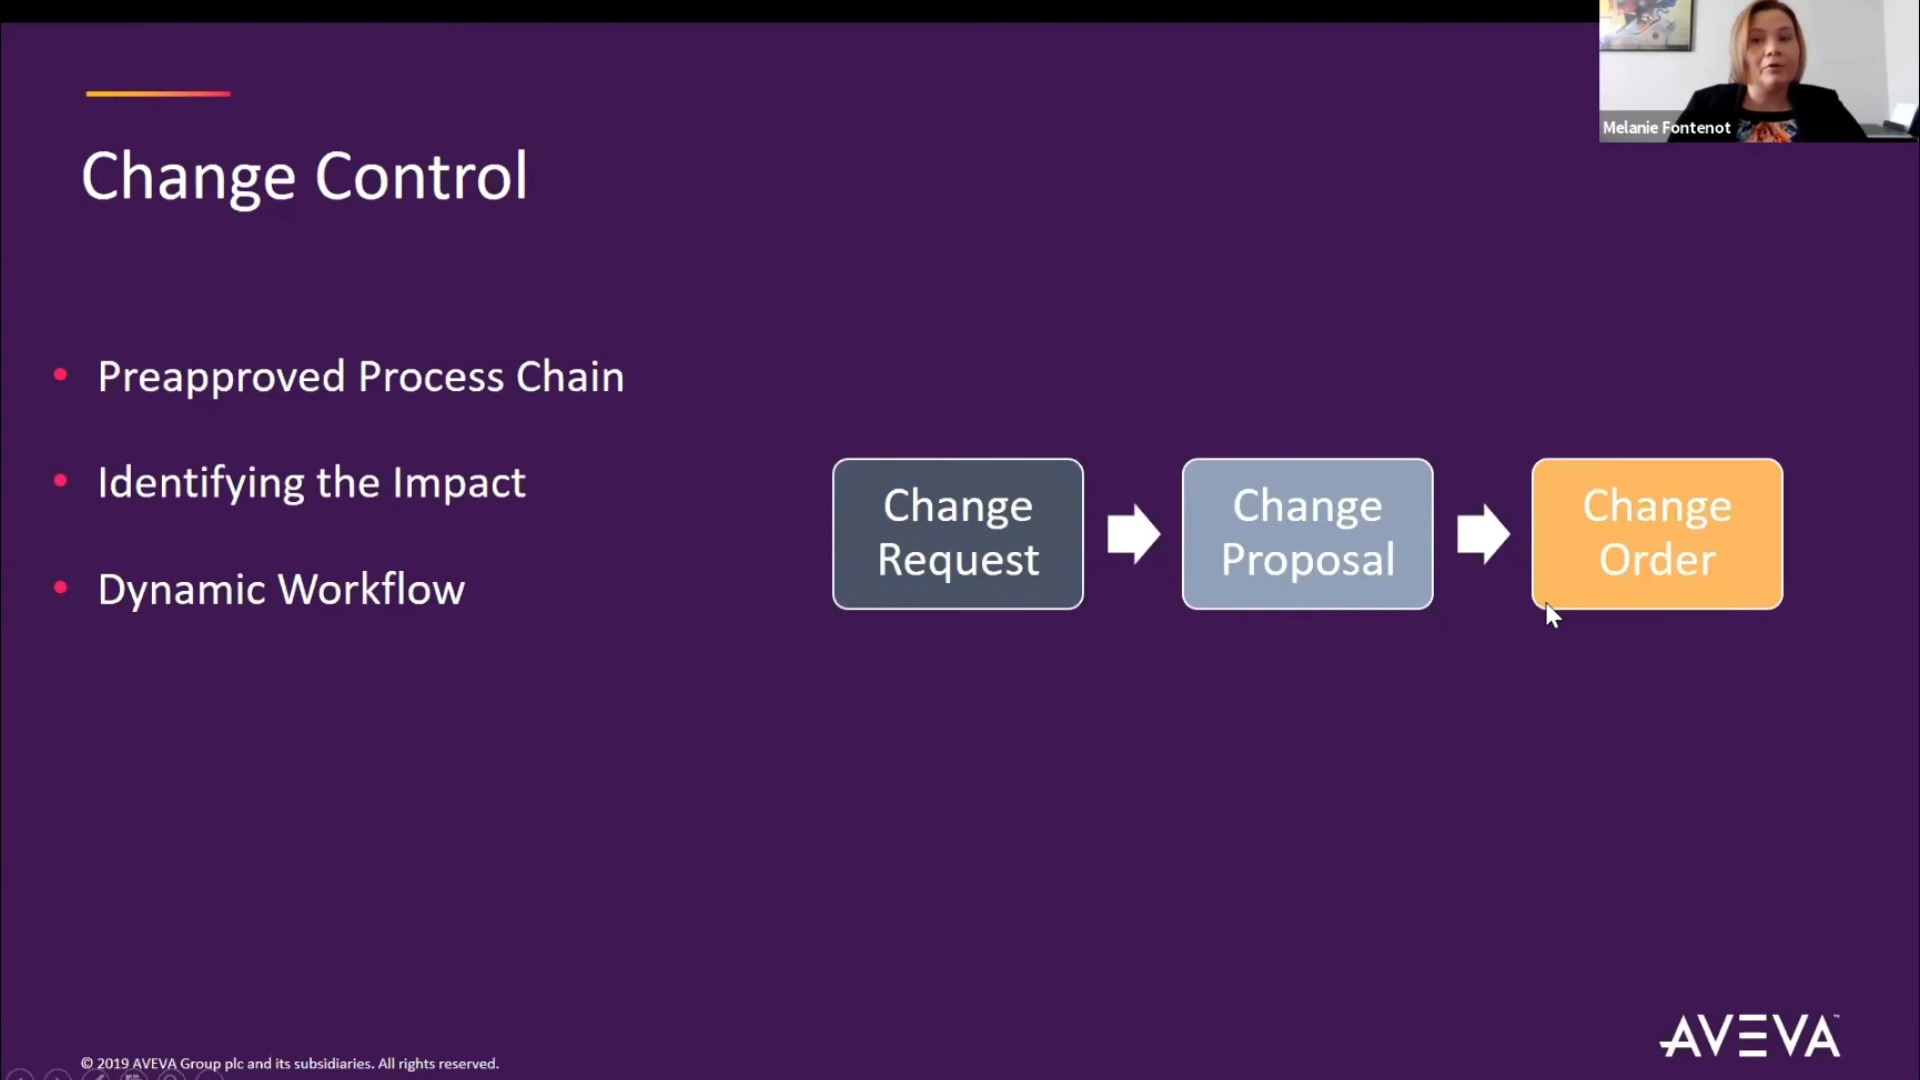 Melanie Fontenot
Change Control
• Preapproved Process Chain
• Identifying the Impact
• Dynamic Workflow
Change
Request
Change
Proposal
Change
Order
© 2019 AVEVA Group plc and its subsidiaries. All rights reserved.
AVEVA™